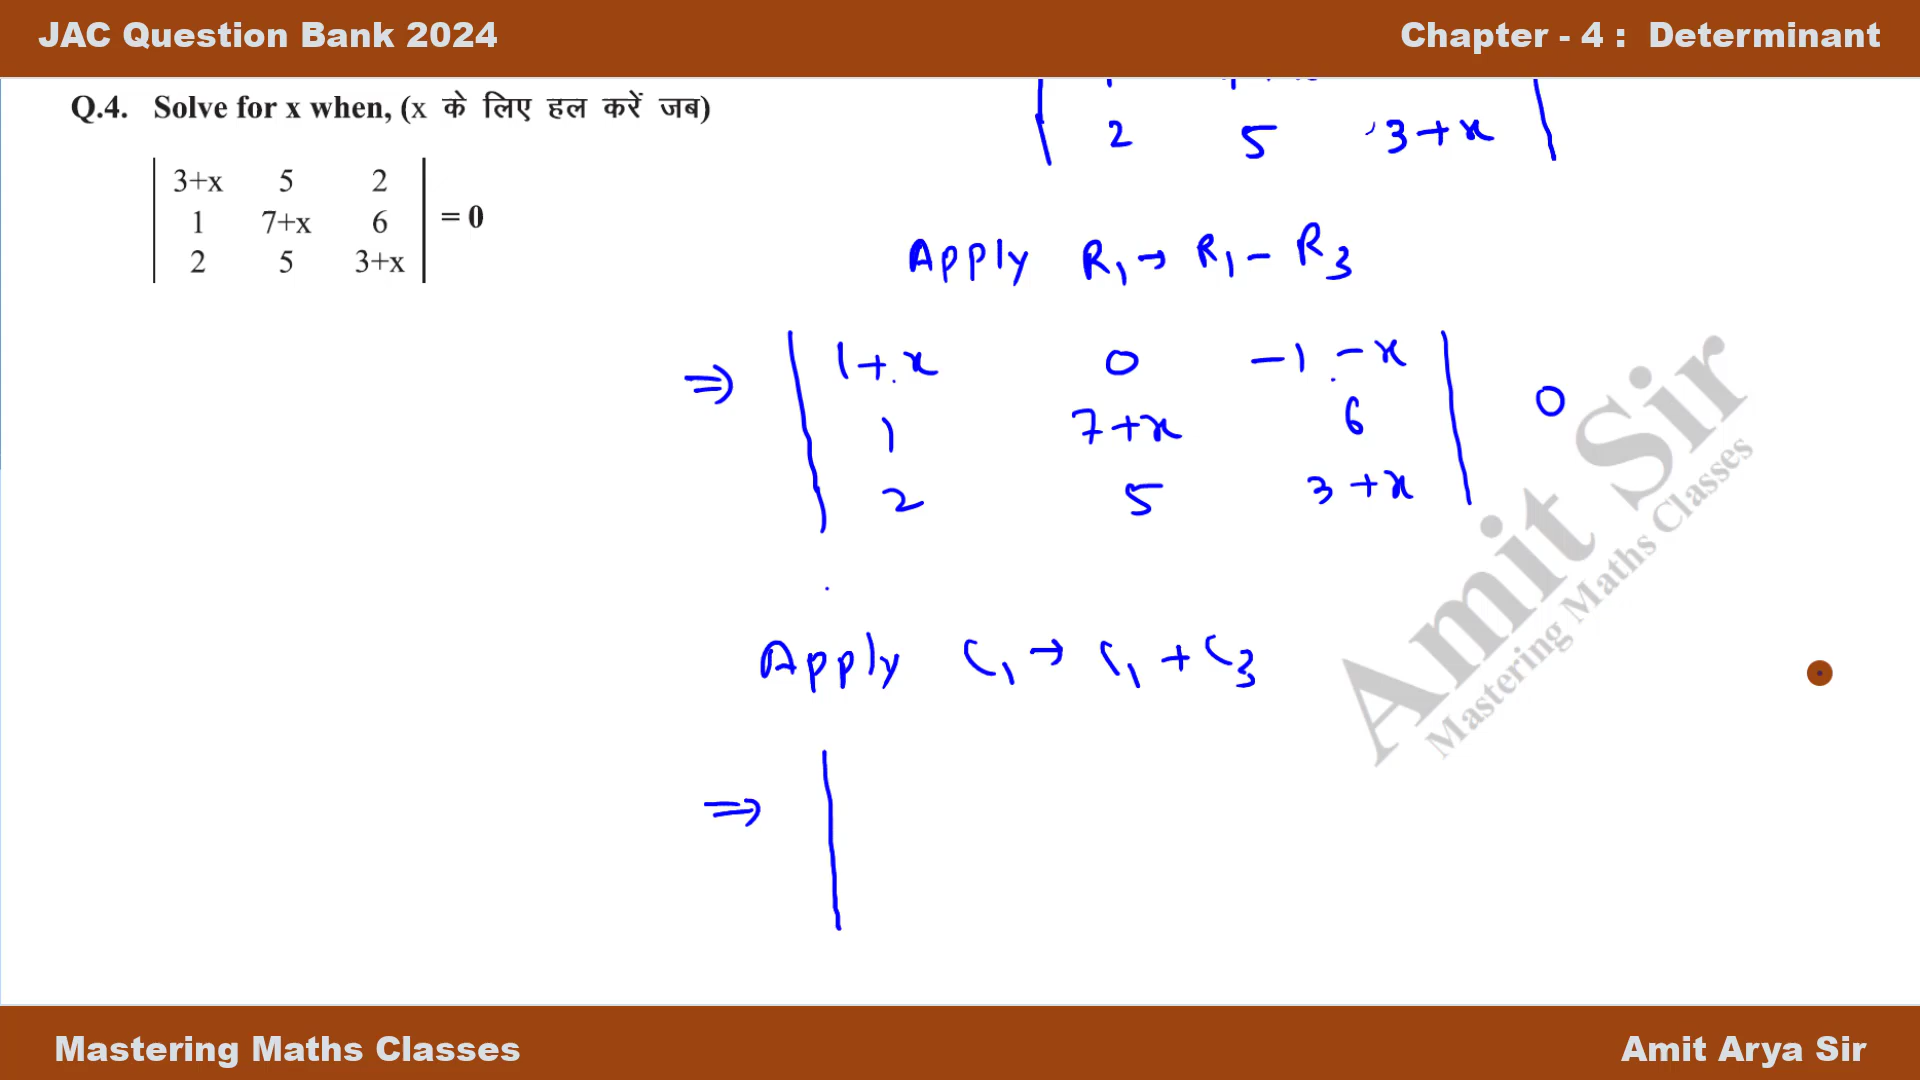 JAC Question Bank 2024
Chapter - 4 : Determinant
Q.4. Solve for x when, (x के लिए हल करें जब)
3+x 5 2
1 7+x 6 = 0
2 5 3+x
2 5 3+x
Apply R₁→ R₁ - R₃
⇒ 1+x 0 -1-x
1 7+x 6 0
2 5 3+x
Apply C₁→ C₁+C₃
⇒
Amit Sir
Mastering Maths Classes
Mastering Maths Classes
Amit Arya Sir